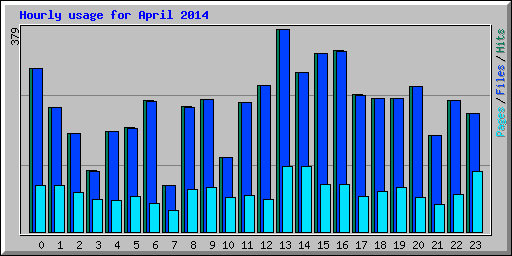 Hourly usage for April 2014
379
Pages / Files / Hits
0 1 2 3 4 5 6 7 8 9 10 11 12 13 14 15 16 17 18 19 20 21 22 23